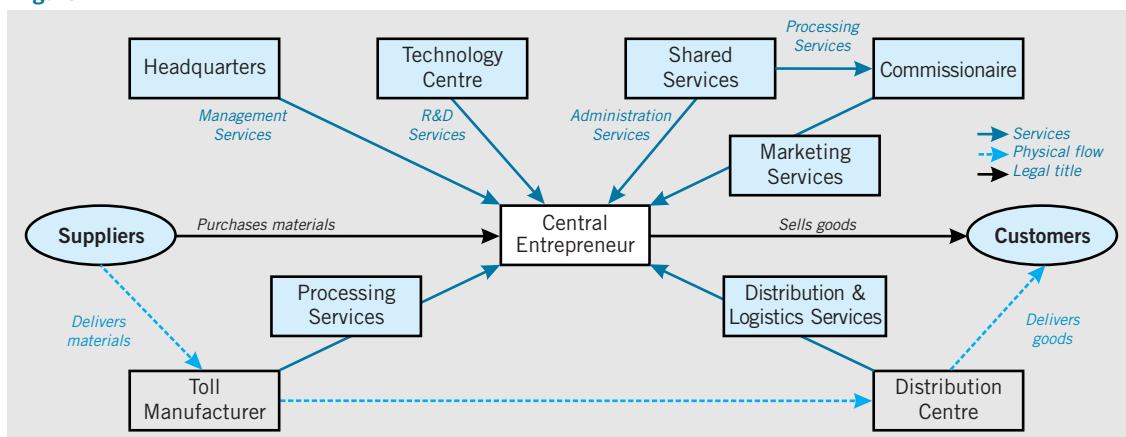 Headquarters
Technology
Centre
Shared
Services
Processing
Services
Commissionaire
Management
Services
R&D
Services
Administration
Services
Marketing
Services
Services
Physical flow
Legal title
Suppliers
Purchases materials
Central
Entrepreneur
Sells goods
Customers
Processing
Services
Distribution &
Logistics Services
Delivers
materials
Delivers
goods
Toll
Manufacturer
Distribution
Centre